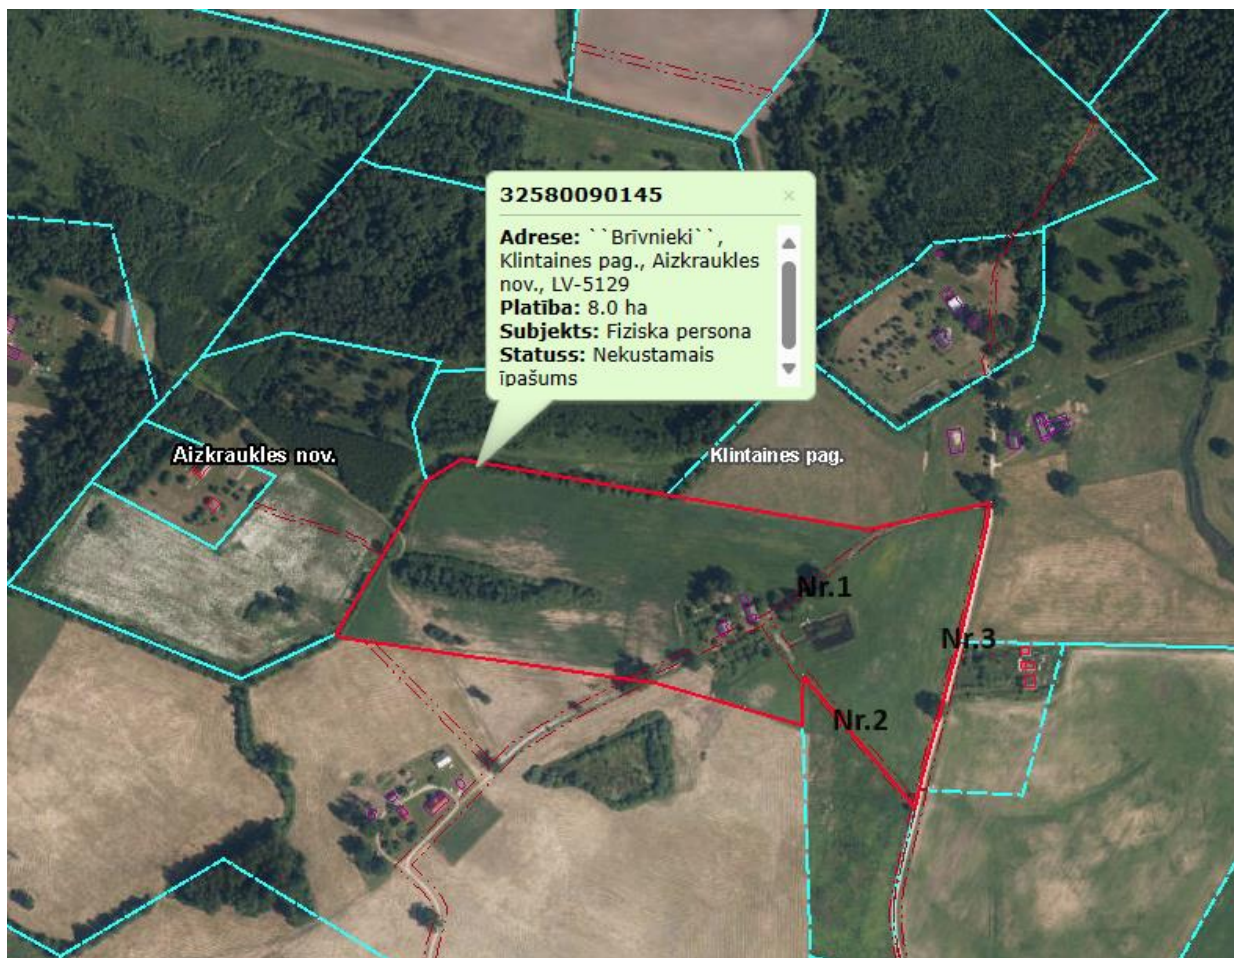 32580090145
×
Adrese: ``Brīvnieki``,
Klintaines pag., Aizkraukles
nov., LV-5129
Platība: 8.0 ha
Subjekts: Fiziska persona
Statuss: Nekustamais
īpašums
Aizkraukles nov.
Klintaines pag.
Nr.1
Nr.3
Nr.2